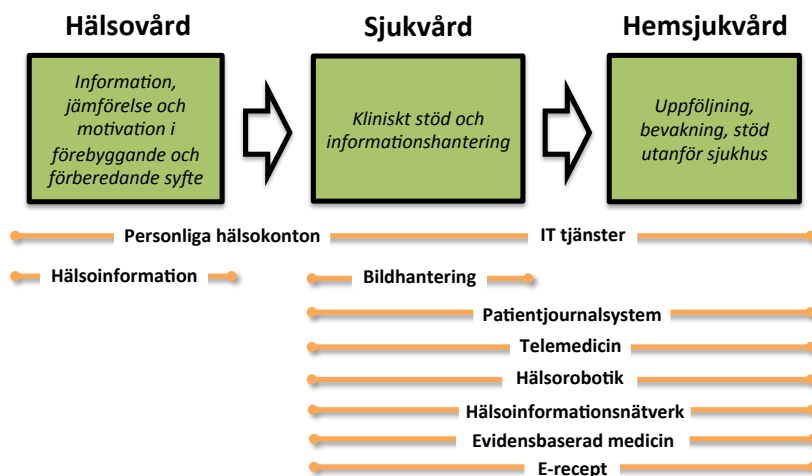 Hälsovård
Sjukvård
Hemsjukvård
Information,
jämförelse och
motivation i
förebyggande och
förberedande syfte
Kliniskt stöd och
informationshantering
Uppföljning,
bevakning, stöd
utanför sjukhus
Personliga hälsokonton
IT tjänster
Hälsoinformation
Bildhantering
Patientjournalsystem
Telemedicin
Hälsorobotik
Hälsoinformationsnätverk
Evidensbaserad medicin
E-recept